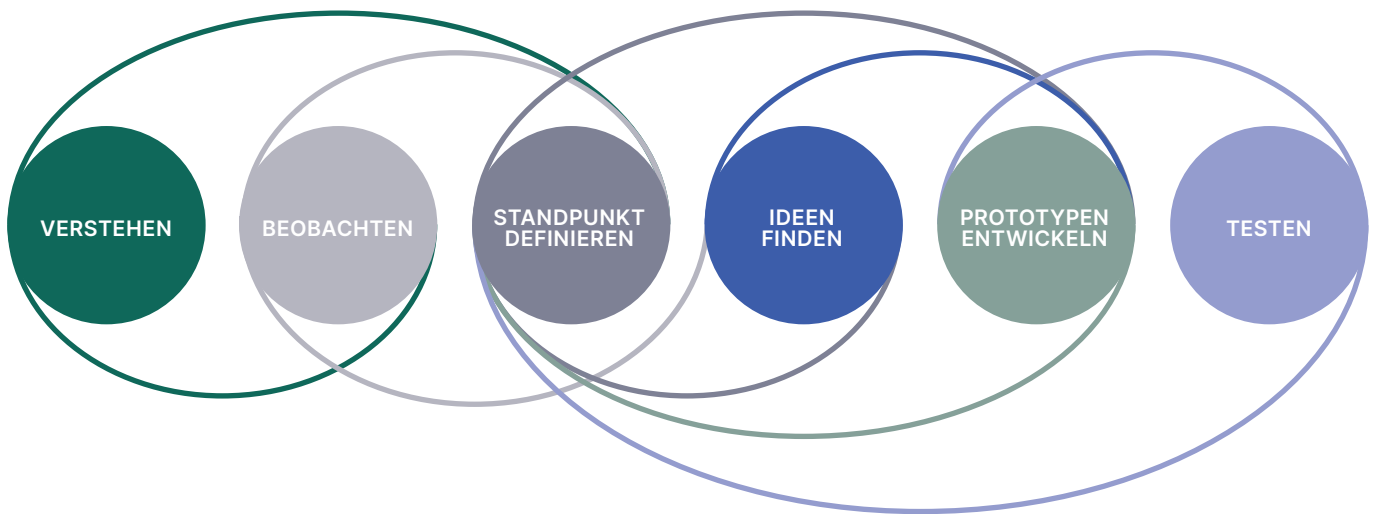 VERSTEHEN
BEOBACHTEN
STANDPUNKT
DEFINIEREN
IDEEN
FINDEN
PROTOTYPEN
ENTWICKELN
TESTEN